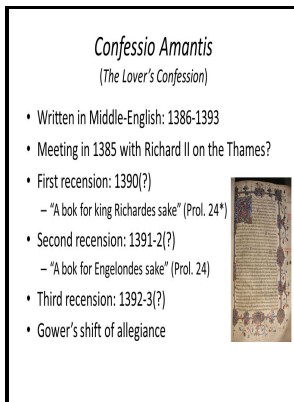 Confessio Amantis
(The Lover's Confession)
• Written in Middle-English: 1386-1393
• Meeting in 1385 with Richard II on the Thames?
• First recension: 1390(?)
– "A bok for king Richardes sake" (Prol. 24*)
• Second recension: 1391-2(?)
– "A bok for Engelondes sake" (Prol. 24)
• Third recension: 1392-3(?)
• Gower's shift of allegiance